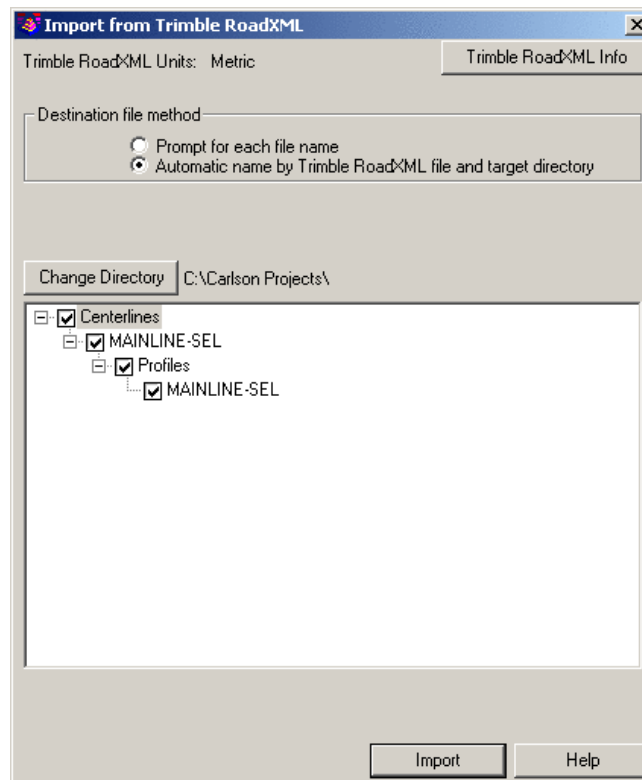 Import from Trimble RoadXML
Trimble RoadXML Units: Metric
Trimble RoadXML Info
Destination file method
Prompt for each file name
Automatic name by Trimble RoadXML file and target directory
Change Directory C:\Carlson Projects\
Centerlines
MAINLINE-SEL
Profiles
MAINLINE-SEL
Import Help